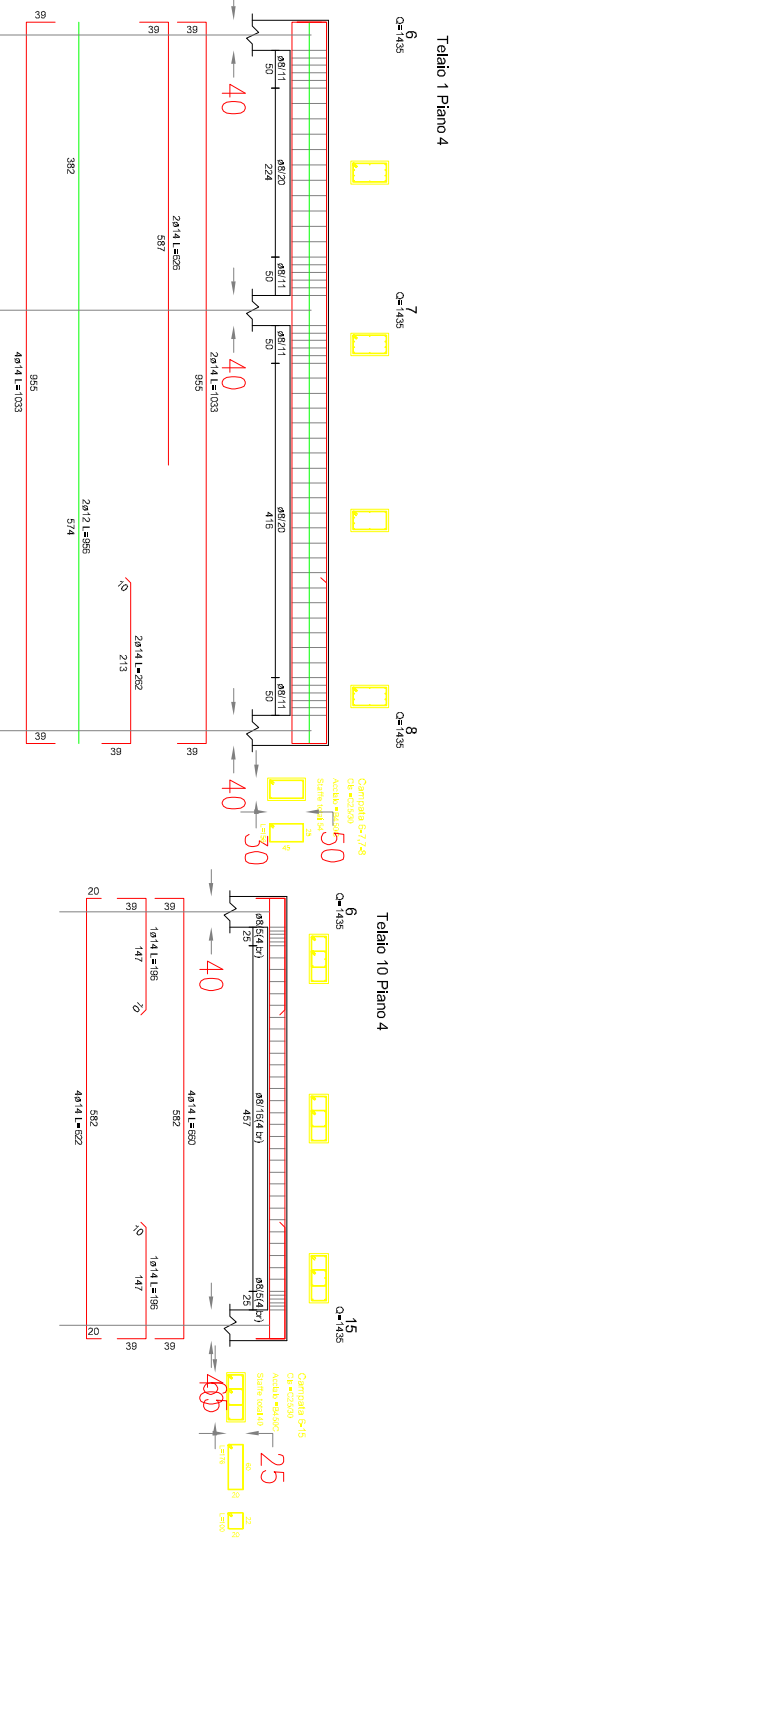 Telaio 1 Piano 4
6
Q=1435
7
Q=1435
8
Q=1435
ø8/11
50
ø8/20
224
ø8/11
50
ø8/11
50
ø8/20
416
ø8/11
50
40
40
40
39
2ø14 L=1033
955
39
39
2ø14 L=626
587
10
2ø14 L=262
213
39
2ø12 L=956
382
574
39
955
4ø14 L=1033
39
30
50
Telaio 10 Piano 4
6
Q=1435
15
Q=1435
ø8/5(4 br)
25
ø8/16(4 br)
457
ø8/5(4 br)
25
40
39
4ø14 L=660
582
39
39
1ø14 L=196
147
10
10
1ø14 L=196
147
39
20
582
4ø14 L=622
20
25